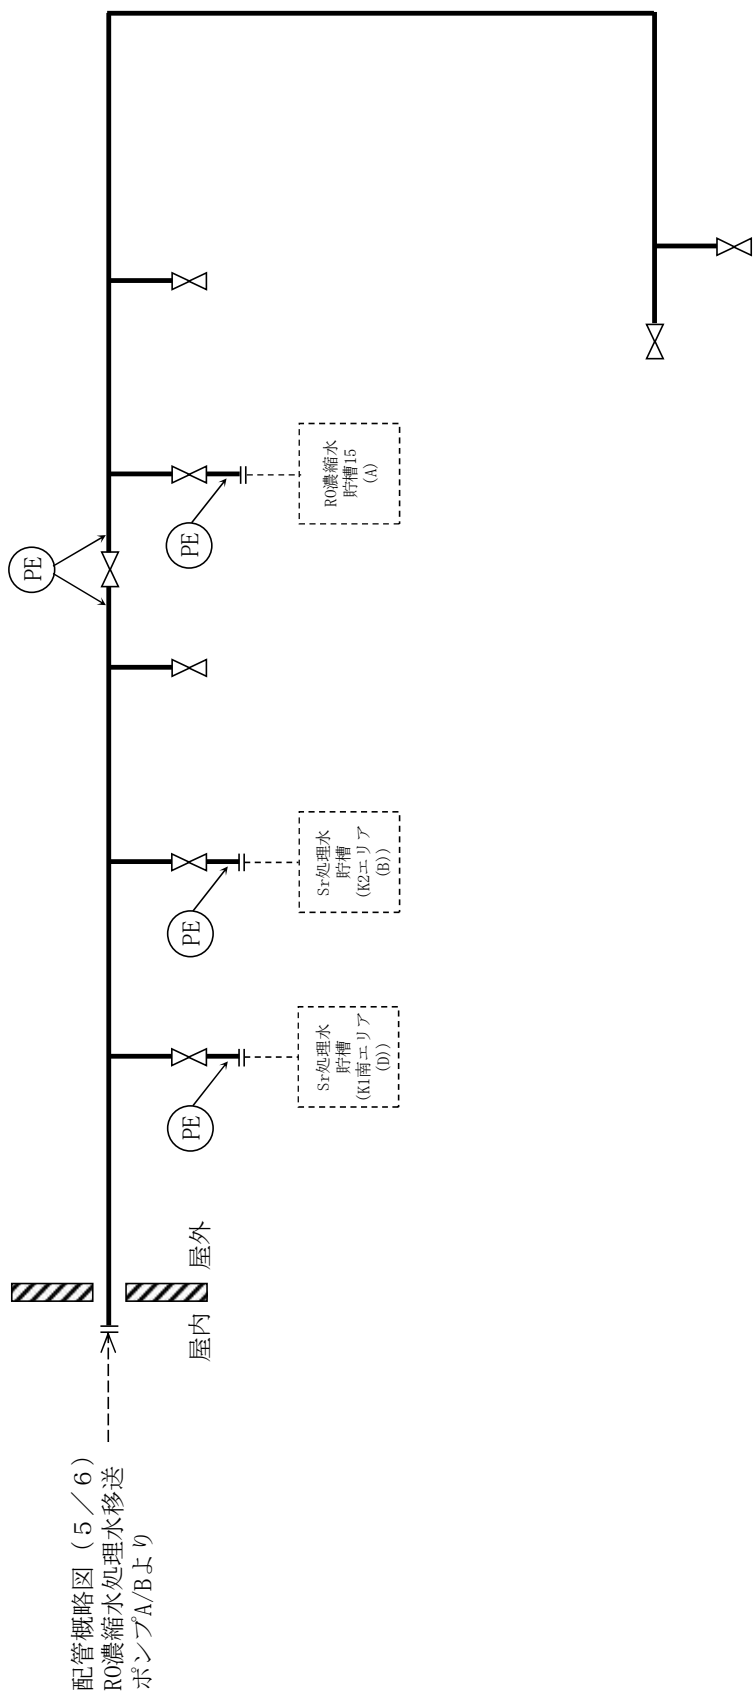 配管概略図（５／６）
RO濃縮水処理水移送
ポンプA/Bより
屋内
屋外
PE
Sr処理水
貯槽
(K1南エリア
(D))
PE
Sr処理水
貯槽
(K2エリア
(B))
PE
PE
RO濃縮水
貯槽15
(A)